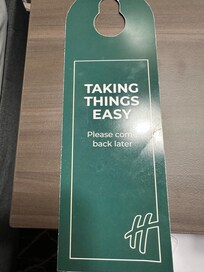 TAKING
THINGS
EASY
Please come
back later
H